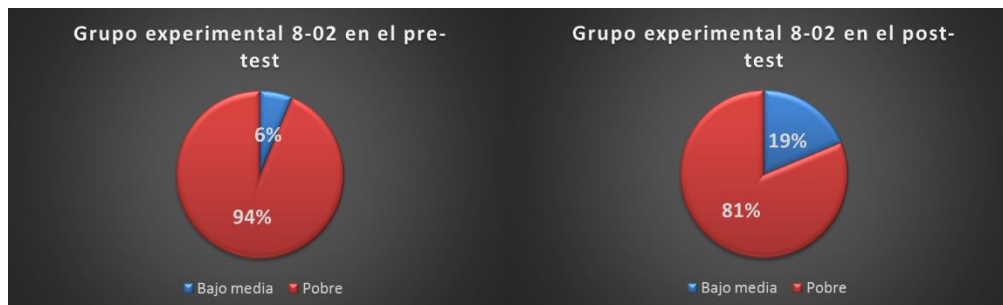 Grupo experimental 8-02 en el pre-
test
6%
94%
Bajo media Pobre
Grupo experimental 8-02 en el post-
test
19%
81%
Bajo media Pobre